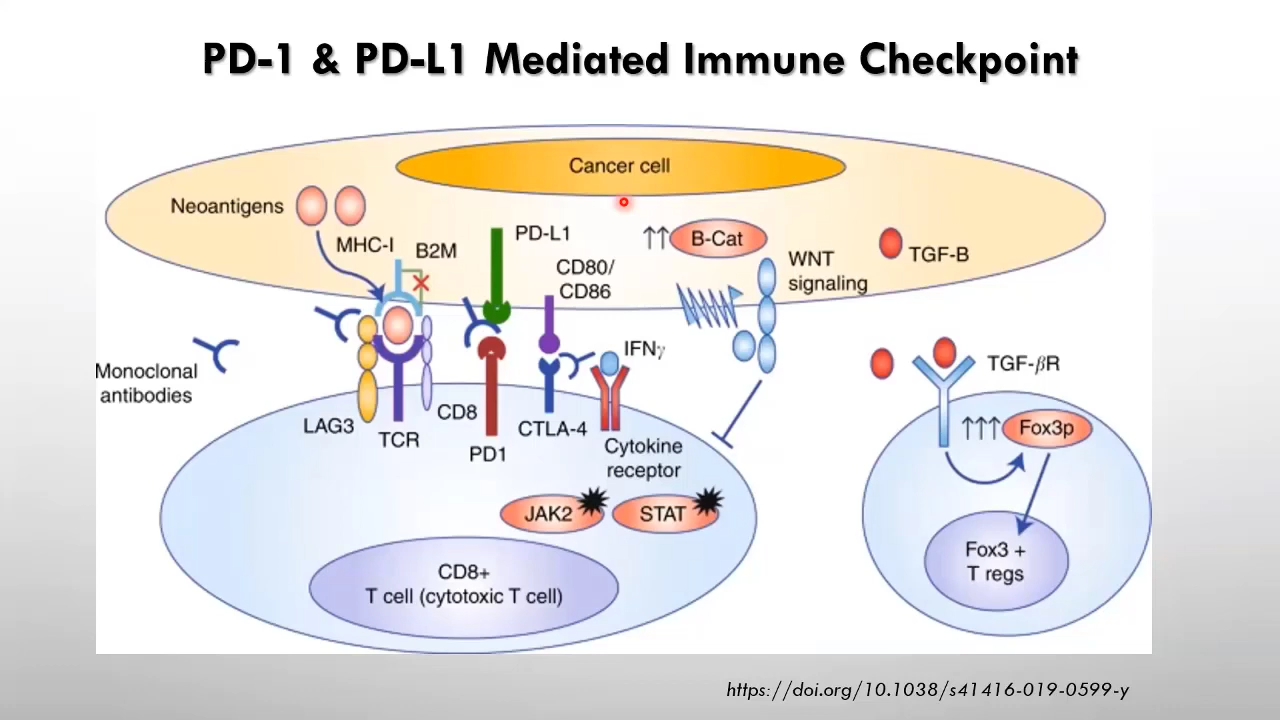 PD-1 & PD-L1 Mediated Immune Checkpoint
Cancer cell
Neoantigens
MHC-I
B2M
PD-L1
CD80/
CD86
↑↑ B-Cat
WNT
signaling
TGF-B
Monoclonal
antibodies
LAG3
TCR
CD8
PD1
CTLA-4
IFNγ
Cytokine
receptor
TGF-βR
↑↑↑ Fox3p
JAK2
STAT
Fox3 +
T regs
CD8+
T cell (cytotoxic T cell)
https://doi.org/10.1038/s41416-019-0599-y